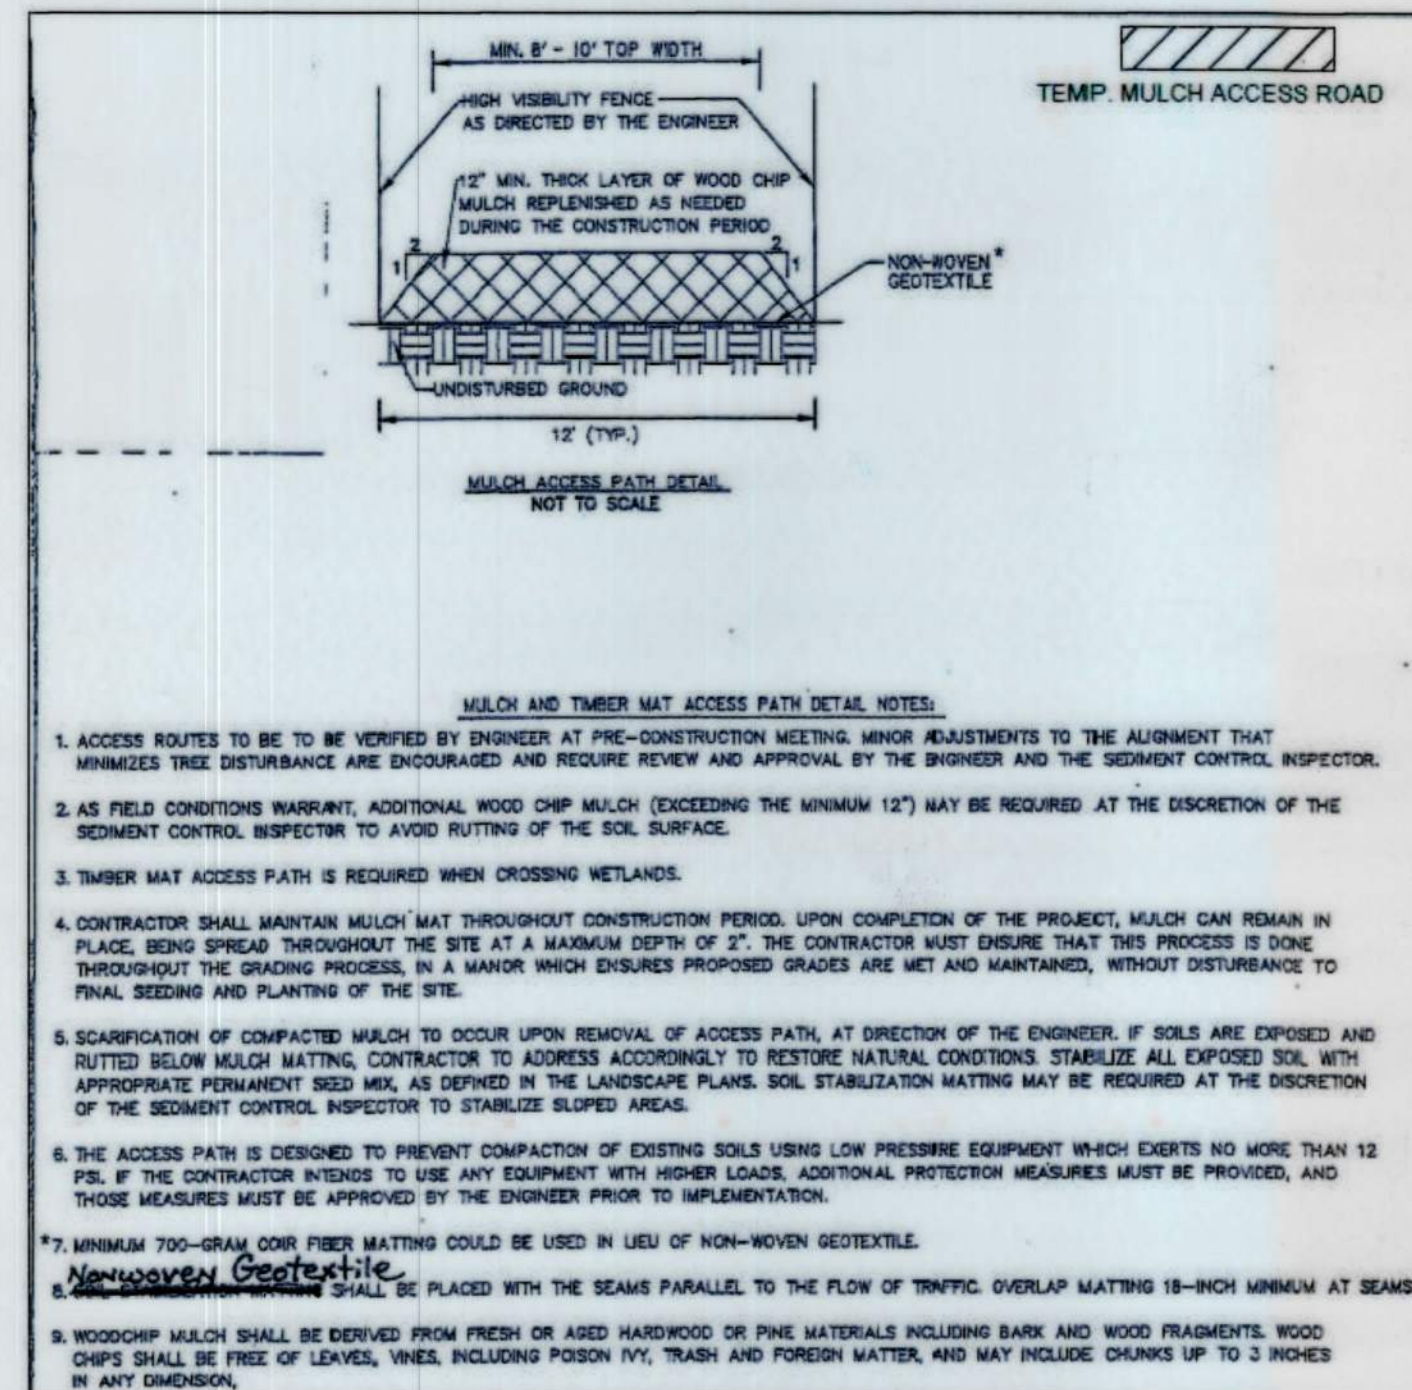 MIN. 8' - 10' TOP WIDTH
TEMP. MULCH ACCESS ROAD
HIGH VISIBILITY FENCE
AS DIRECTED BY THE ENGINEER
12" MIN. THICK LAYER OF WOOD CHIP
MULCH REPLENISHED AS NEEDED
DURING THE CONSTRUCTION PERIOD
2
2
1
1
NON-WOVEN*
GEOTEXTILE
UNDISTURBED GROUND
12' (TYP.)
MULCH ACCESS PATH DETAIL
NOT TO SCALE
MULCH AND TIMBER MAT ACCESS PATH DETAIL NOTES:
1. ACCESS ROUTES TO BE TO BE VERIFIED BY ENGINEER AT PRE-CONSTRUCTION MEETING. MINOR ADJUSTMENTS TO THE ALIGNMENT THAT
MINIMIZES TREE DISTURBANCE ARE ENCOURAGED AND REQUIRE REVIEW AND APPROVAL BY THE ENGINEER AND THE SEDIMENT CONTROL INSPECTOR.
2. AS FIELD CONDITIONS WARRANT, ADDITIONAL WOOD CHIP MULCH (EXCEEDING THE MINIMUM 12") MAY BE REQUIRED AT THE DISCRETION OF THE
SEDIMENT CONTROL INSPECTOR TO AVOID RUTTING OF THE SOIL SURFACE.
3. TIMBER MAT ACCESS PATH IS REQUIRED WHEN CROSSING WETLANDS.
4. CONTRACTOR SHALL MAINTAIN MULCH MAT THROUGHOUT CONSTRUCTION PERIOD. UPON COMPLETION OF THE PROJECT, MULCH CAN REMAIN IN
PLACE, BEING SPREAD THROUGHOUT THE SITE AT A MAXIMUM DEPTH OF 2". THE CONTRACTOR MUST ENSURE THAT THIS PROCESS IS DONE
THROUGHOUT THE GRADING PROCESS, IN A MANOR WHICH ENSURES PROPOSED GRADES ARE MET AND MAINTAINED, WITHOUT DISTURBANCE TO
FINAL SEEDING AND PLANTING OF THE SITE.
5. SCARIFICATION OF COMPACTED MULCH TO OCCUR UPON REMOVAL OF ACCESS PATH, AT DIRECTION OF THE ENGINEER. IF SOILS ARE EXPOSED AND
RUTTED BELOW MULCH MATTING, CONTRACTOR TO ADDRESS ACCORDINGLY TO RESTORE NATURAL CONDITIONS. STABILIZE ALL EXPOSED SOIL WITH
APPROPRIATE PERMANENT SEED MIX, AS DEFINED IN THE LANDSCAPE PLANS. SOIL STABILIZATION MATTING MAY BE REQUIRED AT THE DISCRETION
OF THE SEDIMENT CONTROL INSPECTOR TO STABILIZE SLOPED AREAS.
6. THE ACCESS PATH IS DESIGNED TO PREVENT COMPACTION OF EXISTING SOILS USING LOW PRESSURE EQUIPMENT WHICH EXERTS NO MORE THAN 12
PSI. IF THE CONTRACTOR INTENDS TO USE ANY EQUIPMENT WITH HIGHER LOADS, ADDITIONAL PROTECTION MEASURES MUST BE PROVIDED, AND
THOSE MEASURES MUST BE APPROVED BY THE ENGINEER PRIOR TO IMPLEMENTATION.
*7. MINIMUM 700-GRAM COIR FIBER MATTING COULD BE USED IN LIEU OF NON-WOVEN GEOTEXTILE.
Nonwoven Geotextile
8. SHALL BE PLACED WITH THE SEAMS PARALLEL TO THE FLOW OF TRAFFIC. OVERLAP MATTING 18-INCH MINIMUM AT SEAMS
9. WOODCHIP MULCH SHALL BE DERIVED FROM FRESH OR AGED HARDWOOD OR PINE MATERIALS INCLUDING BARK AND WOOD FRAGMENTS. WOOD
CHIPS SHALL BE FREE OF LEAVES, VINES, INCLUDING POISON IVY, TRASH AND FOREIGN MATTER, AND MAY INCLUDE CHUNKS UP TO 3 INCHES
IN ANY DIMENSION,